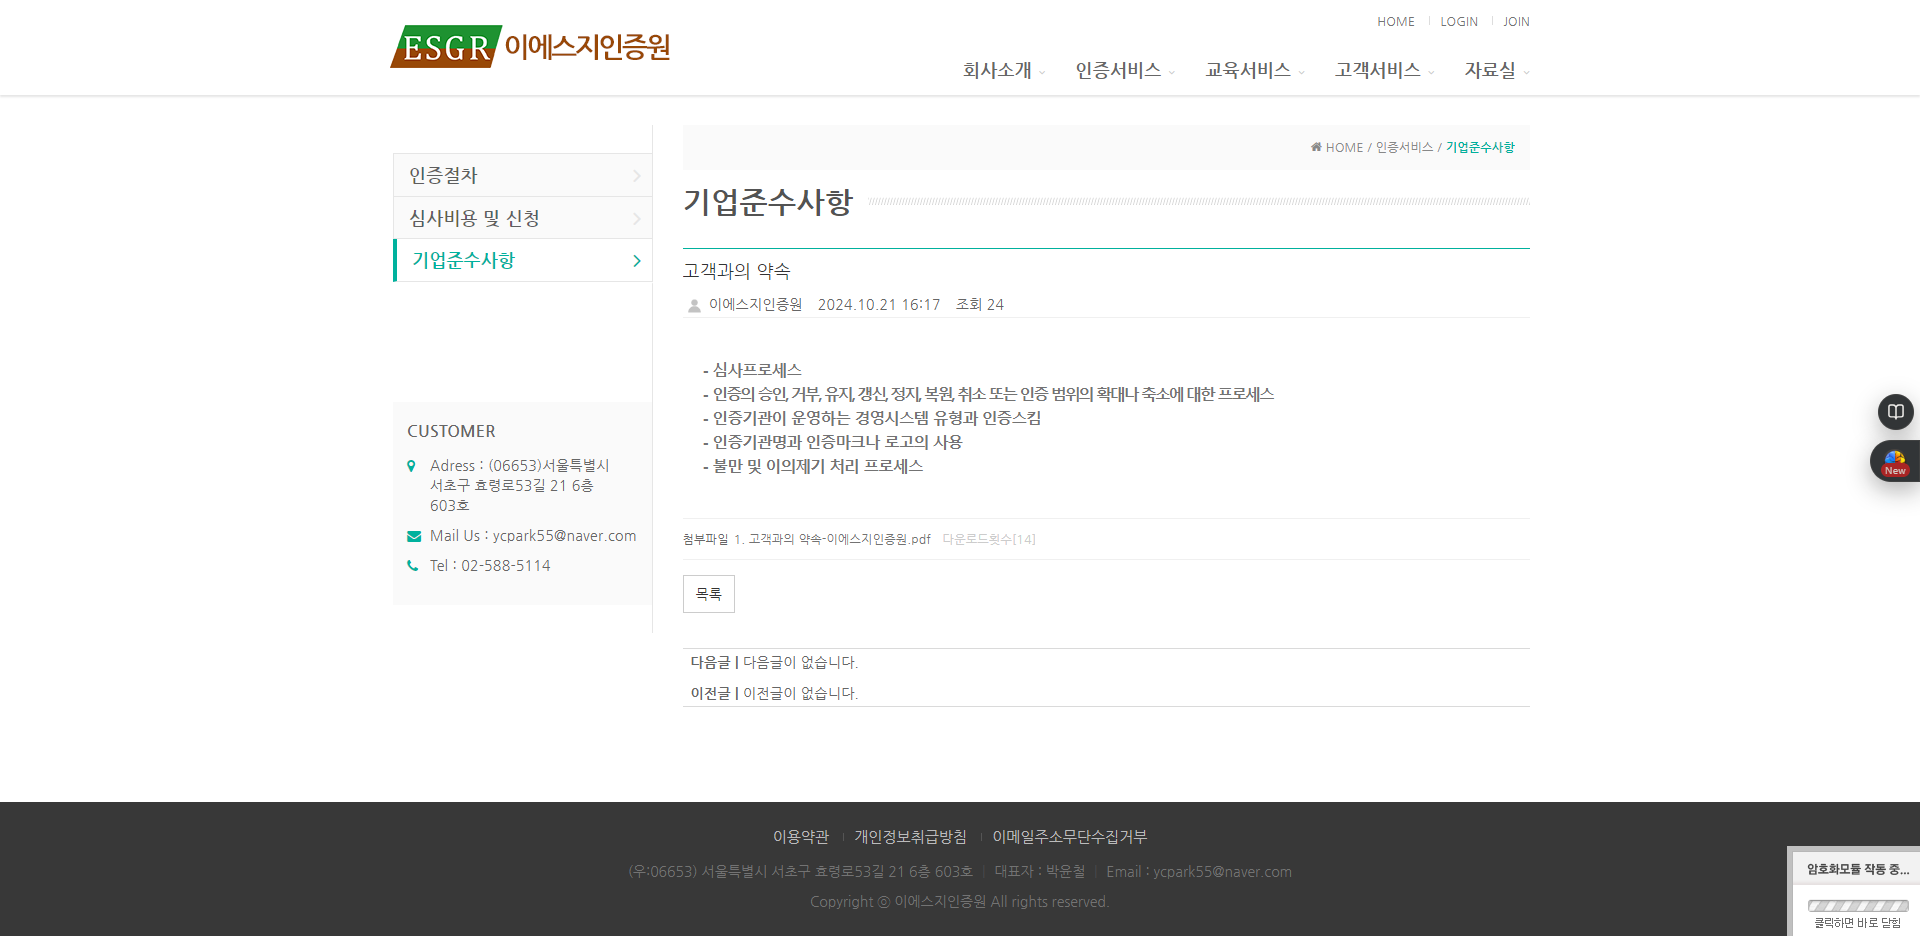 HOME LOGIN JOIN
ESGR 이에스지인증원
회사소개 인증서비스 교육서비스 고객서비스 자료실
HOME / 인증서비스 / 기업준수사항
인증절차
심사비용 및 신청
기업준수사항
CUSTOMER
Adress : (06653)서울특별시
서초구 효령로53길 21 6층
603호
Mail Us : ycpark55@naver.com
Tel : 02-588-5114
기업준수사항
고객과의 약속
이에스지인증원 2024.10.21 16:17 조회 24
- 심사프로세스
- 인증의 승인, 거부, 유지, 갱신, 정지, 복원, 취소 또는 인증 범위의 확대나 축소에 대한 프로세스
- 인증기관이 운영하는 경영시스템 유형과 인증스킴
- 인증기관명과 인증마크나 로고의 사용
- 불만 및 이의제기 처리 프로세스
첨부파일 1. 고객과의 약속-이에스지인증원.pdf 다운로드횟수[14]
목록
다음글 | 다음글이 없습니다.
이전글 | 이전글이 없습니다.
New
이용약관 개인정보취급방침 이메일주소무단수집거부
(우:06653) 서울특별시 서초구 효령로53길 21 6층 603호 | 대표자 : 박윤철 | Email : ycpark55@naver.com
Copyright ⓒ 이에스지인증원 All rights reserved.
암호화모듈 작동 중...
클릭하면 바로 닫힘